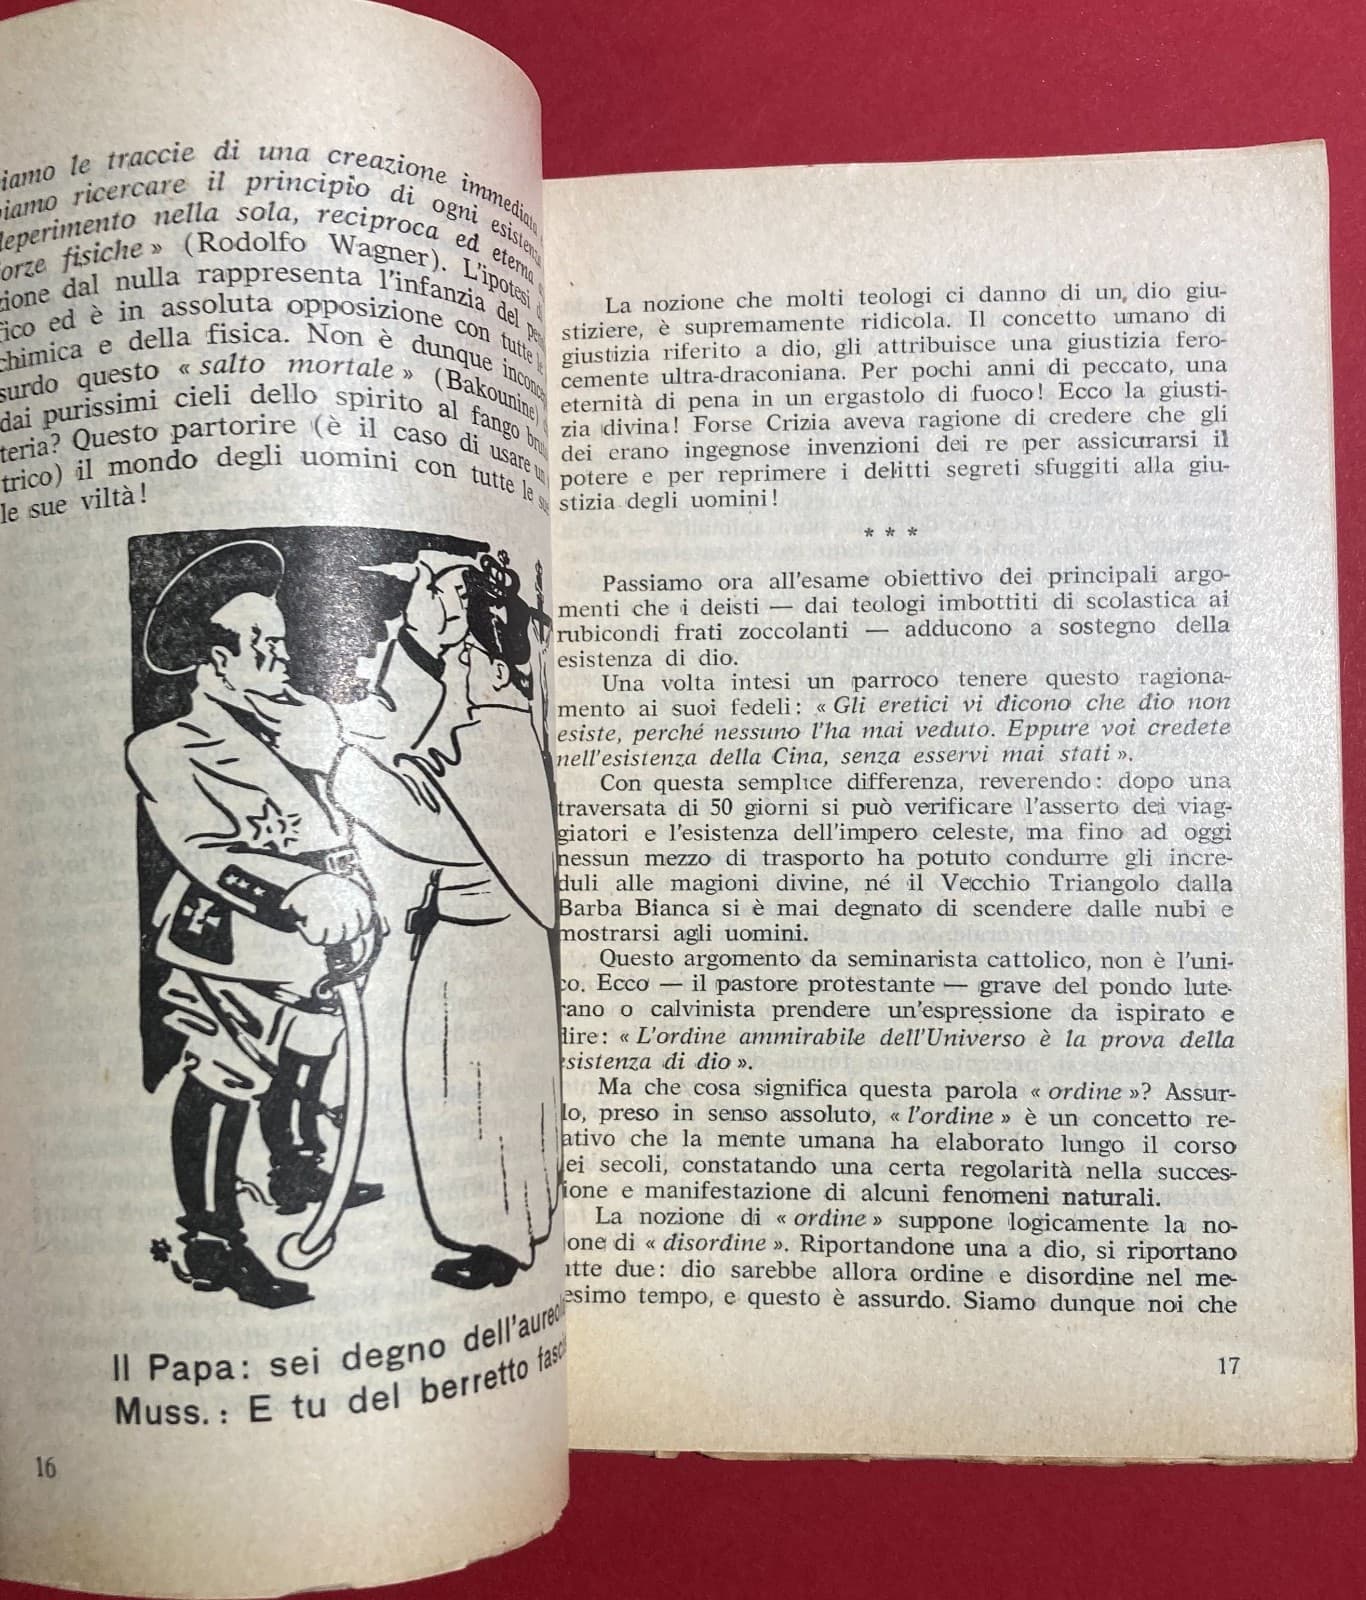 iamo le traccie di una creazione immediata
iamo ricercare il principio di ogni esistenza
deperimento nella sola, reciproca ed eterna
orze fisiche » (Rodolfo Wagner). L'ipotesi di
zione dal nulla rappresenta l'infanzia del
ico ed è in assoluta opposizione con tutte le
chimica e della fisica. Non è dunque
surdo questo « salto mortale » (Bakounine)
dai purissimi cieli dello spirito al fango
teria? Questo partorire (è il caso di usare un
trico) il mondo degli uomini con tutte le sue
le sue viltà!
Il Papa: sei degno dell'aureo
Muss.: E tu del berretto fasci
16
La nozione che molti teologi ci danno di un dio giu-
stiziere, è supremamente ridicola. Il concetto umano di
giustizia riferito a dio, gli attribuisce una giustizia fero-
cemente ultra-draconiana. Per pochi anni di peccato, una
eternità di pena in un ergastolo di fuoco! Ecco la giusti-
zia divina! Forse Crizia aveva ragione di credere che gli
dei erano ingegnose invenzioni dei re per assicurarsi il
potere e per reprimere i delitti segreti sfuggiti alla giu-
stizia degli uomini!
* * *
Passiamo ora all'esame obiettivo dei principali argo-
menti che i deisti — dai teologi imbottiti di scolastica ai
rubicondi frati zoccolanti — adducono a sostegno della
esistenza di dio.
Una volta intesi un parroco tenere questo ragiona-
mento ai suoi fedeli: « Gli eretici vi dicono che dio non
esiste, perché nessuno l'ha mai veduto. Eppure voi credete
nell'esistenza della Cina, senza esservi mai stati ».
Con questa semplice differenza, reverendo: dopo una
traversata di 50 giorni si può verificare l'asserto dei viag-
giatori e l'esistenza dell'impero celeste, ma fino ad oggi
nessun mezzo di trasporto ha potuto condurre gli incre-
duli alle magioni divine, né il Vecchio Triangolo dalla
Barba Bianca si è mai degnato di scendere dalle nubi e
mostrarsi agli uomini.
Questo argomento da seminarista cattolico, non è l'uni-
co. Ecco — il pastore protestante — grave del pondo lute-
rano o calvinista prendere un'espressione da ispirato e
dire: « L'ordine ammirabile dell'Universo è la prova della
esistenza di dio ».
Ma che cosa significa questa parola « ordine »? Assur-
lo, preso in senso assoluto, « l'ordine » è un concetto re-
ativo che la mente umana ha elaborato lungo il corso
ei secoli, constatando una certa regolarità nella succes-
ione e manifestazione di alcuni fenomeni naturali.
La nozione di « ordine » suppone logicamente la no-
ione di « disordine ». Riportandone una a dio, si riportano
utte due: dio sarebbe allora ordine e disordine nel me-
esimo tempo, e questo è assurdo. Siamo dunque noi che
17